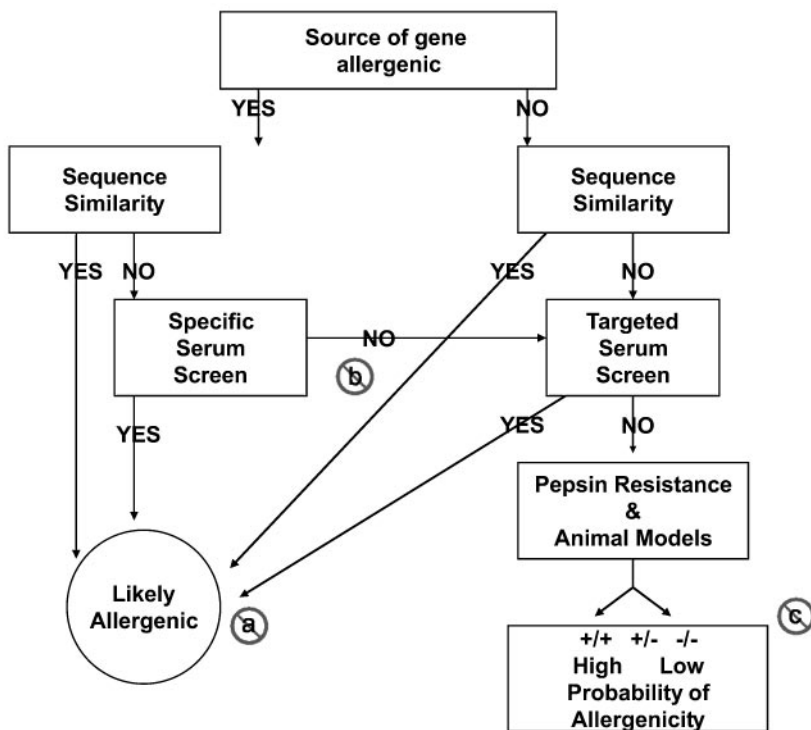 Source of gene
allergenic
YES
NO
Sequence
Similarity
Sequence
Similarity
YES
NO
YES
NO
Specific
Serum
Screen
NO
Targeted
Serum
Screen
b
YES
YES
NO
Pepsin Resistance
&
Animal Models
Likely
Allergenic
a
c
+/+ +/- -/-
High Low
Probability of
Allergenicity